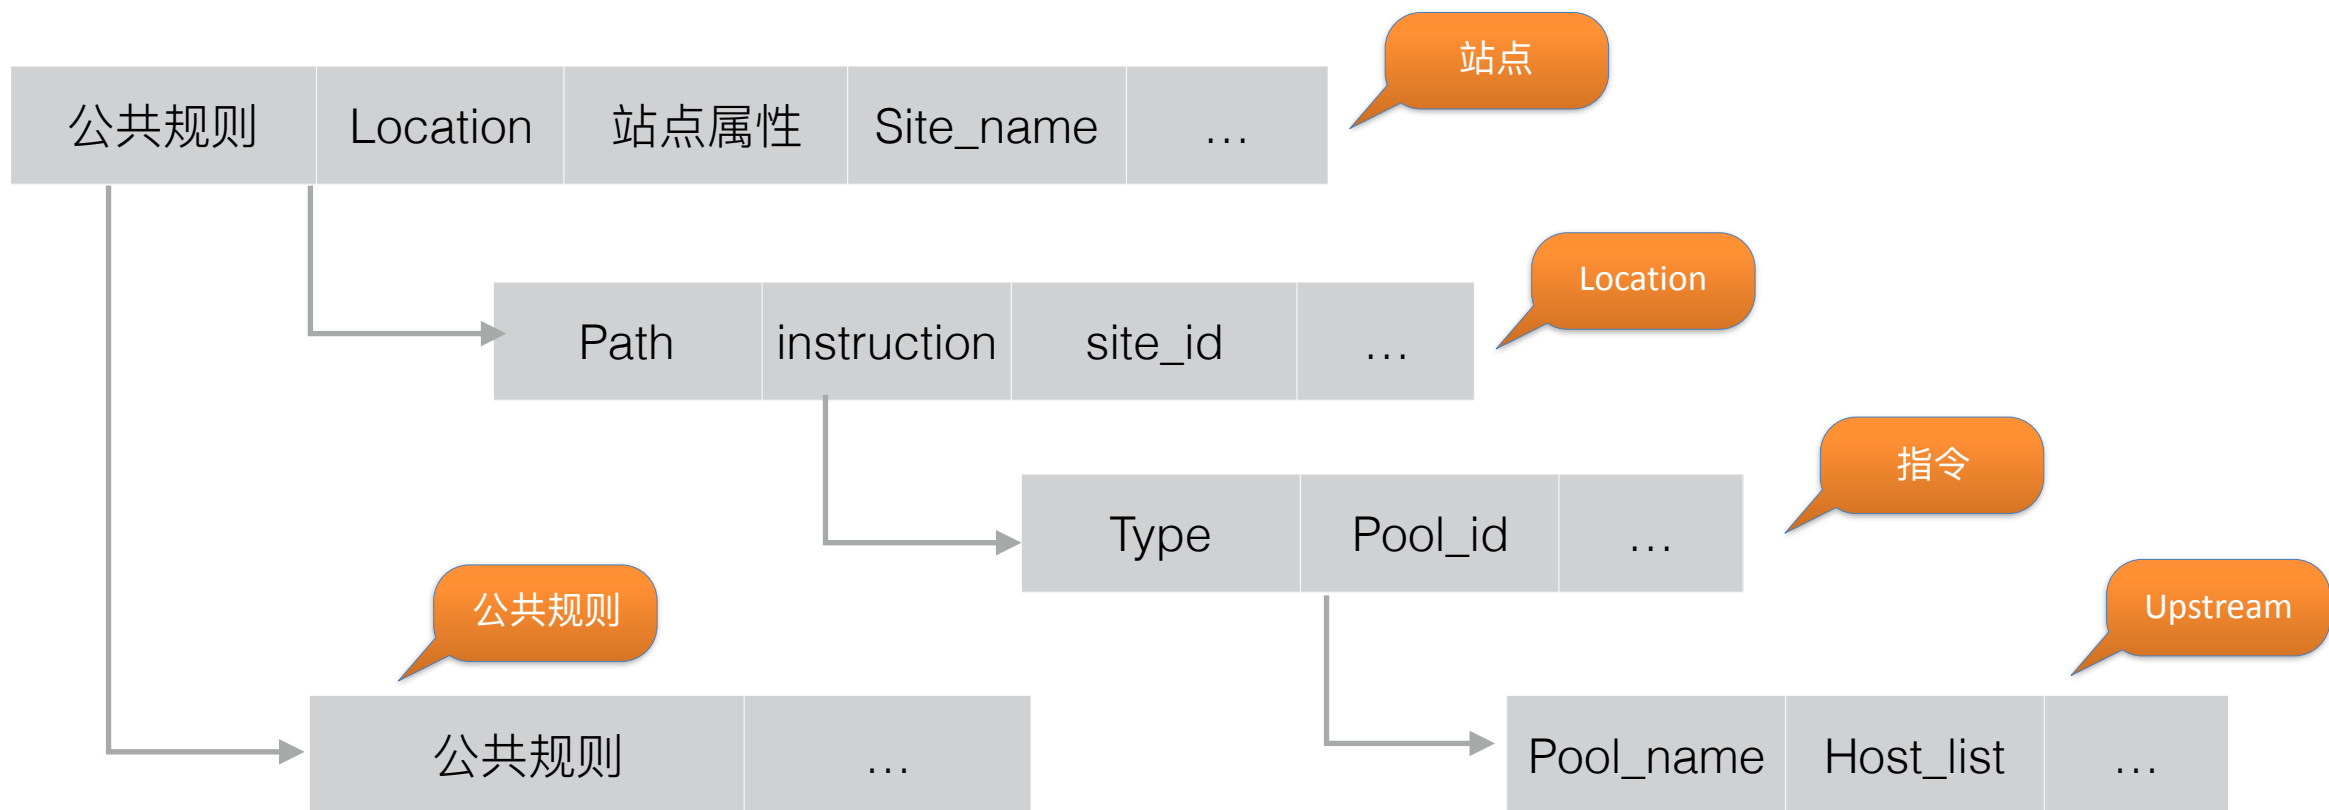 站点
公共规则 Location 站点属性 Site_name ...
Location
Path instruction site_id ...
指令
Type Pool_id ...
公共规则
Upstream
公共规则 ...
Pool_name Host_list ...